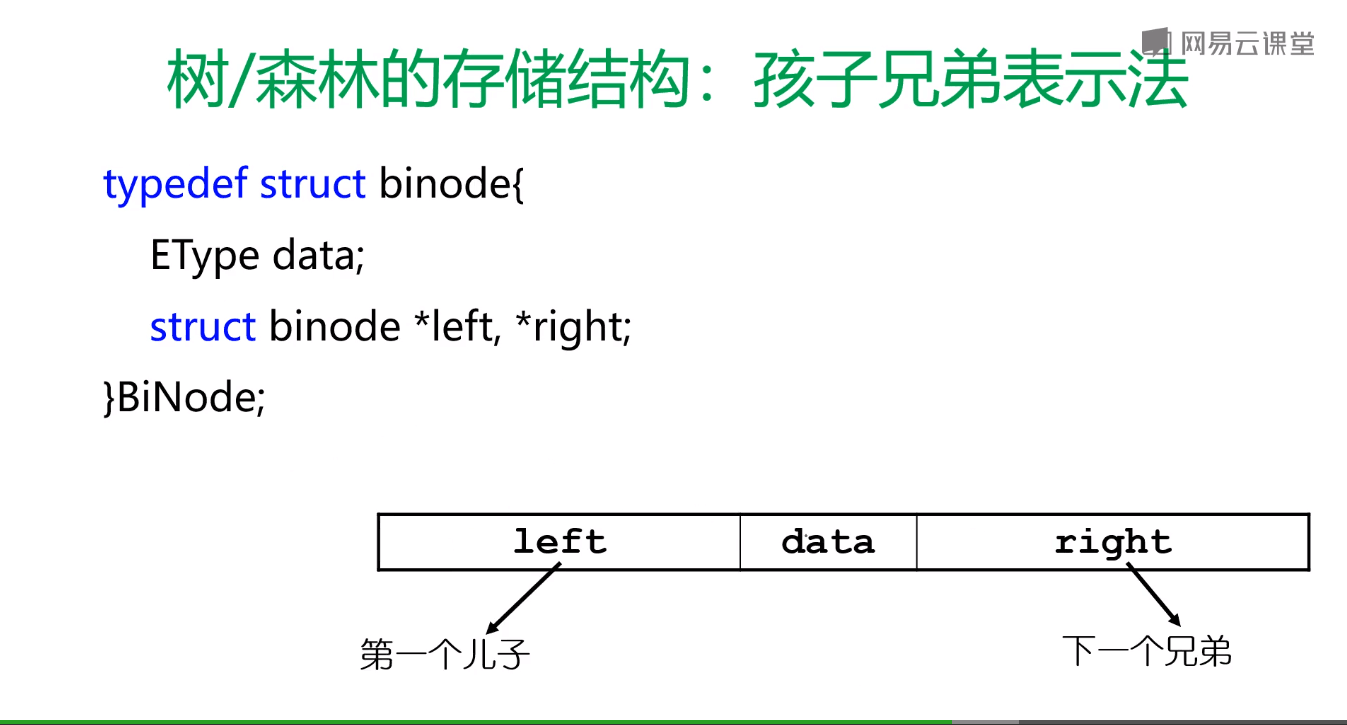 网易云课堂
树/森林的存储结构：孩子兄弟表示法
typedef struct binode{
EType data;
struct binode *left, *right;
}BiNode;
left data right
第一个儿子 下一个兄弟